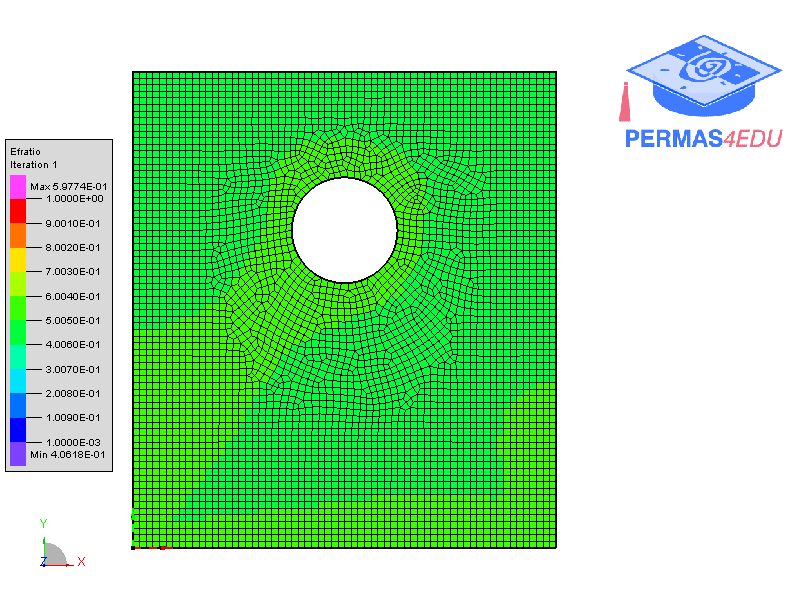 PERMAS4EDU
Efratio
Iteration 1
Max 5.9774E-01
1.0000E+00
9.0010E-01
8.0020E-01
7.0030E-01
6.0040E-01
5.0050E-01
4.0060E-01
3.0070E-01
2.0080E-01
1.0090E-01
1.0000E-03
Min 4.0618E-01
Y
Z
X